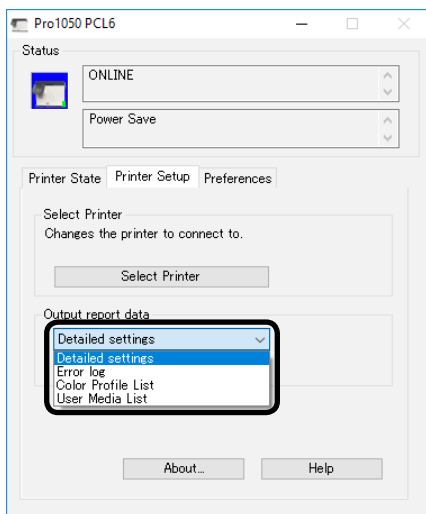 Pro1050 PCL6
Status
ONLINE
Power Save
Printer State Printer Setup Preferences
Select Printer
Changes the printer to connect to.
Select Printer
Output report data
Detailed settings
Detailed settings
Error log
Color Profile List
User Media List
About... Help